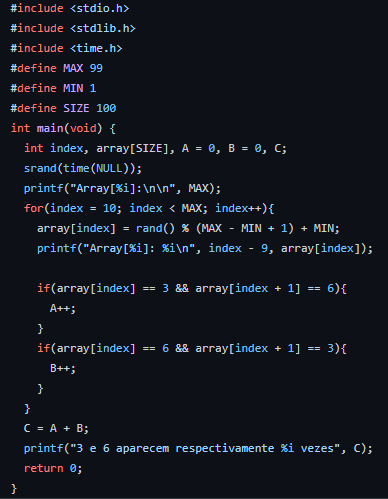 #include <stdio.h>
#include <stdlib.h>
#include <time.h>
#define MAX 99
#define MIN 1
#define SIZE 100
int main(void) {
  int index, array[SIZE], A = 0, B = 0, C;
  srand(time(NULL));
  printf("Array[%i]:\n\n", MAX);
  for(index = 10; index < MAX; index++){
    array[index] = rand() % (MAX - MIN + 1) + MIN;
    printf("Array[%i]: %i\n", index - 9, array[index]);

    if(array[index] == 3 && array[index + 1] == 6){
      A++;
    }
    if(array[index] == 6 && array[index + 1] == 3){
      B++;
    }
  }
  C = A + B;
  printf("3 e 6 aparecem respectivamente %i vezes", C);
  return 0;
}